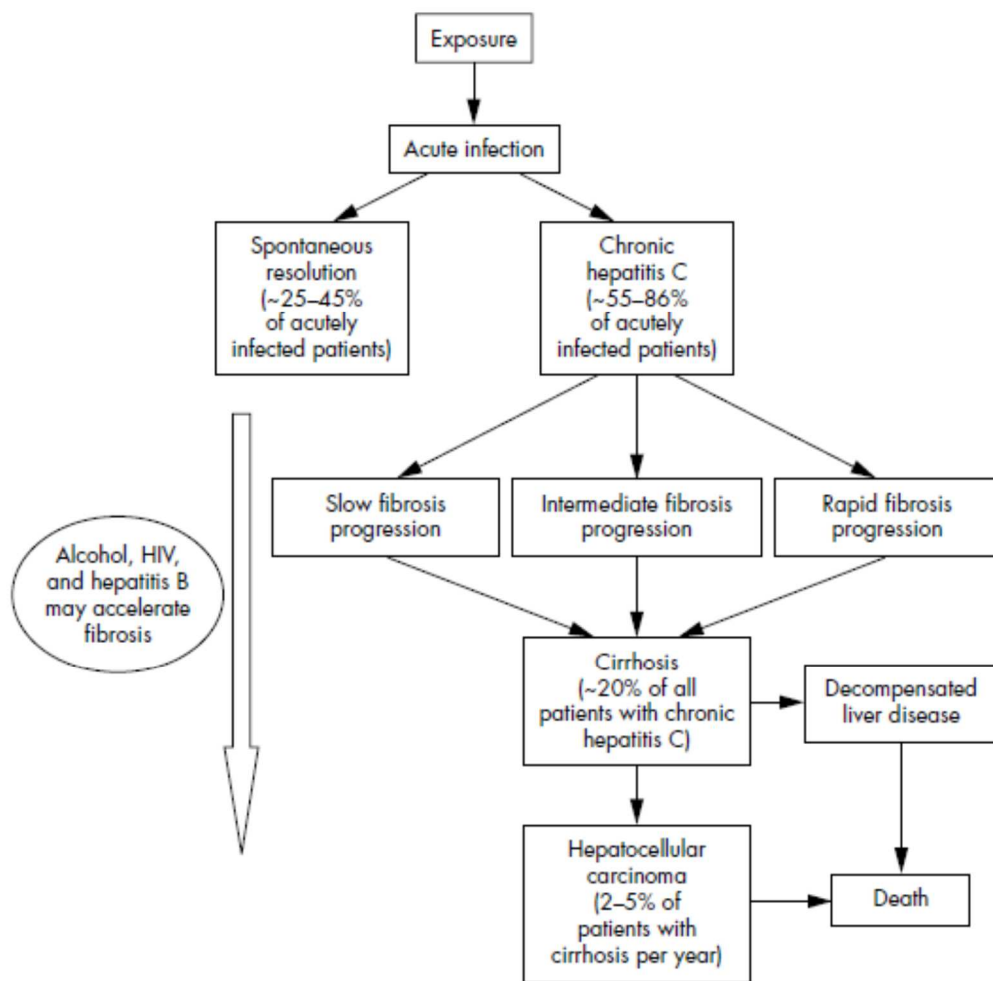 Exposure
Acute infection
Spontaneous
resolution
(~25–45%
of acutely
infected patients)
Chronic
hepatitis C
(~55–86%
of acutely
infected patients)
Slow fibrosis
progression
Intermediate fibrosis
progression
Rapid fibrosis
progression
Alcohol, HIV,
and hepatitis B
may accelerate
fibrosis
Cirrhosis
(~20% of all
patients with chronic
hepatitis C)
Decompensated
liver disease
Hepatocellular
carcinoma
(2–5% of
patients with
cirrhosis per year)
Death